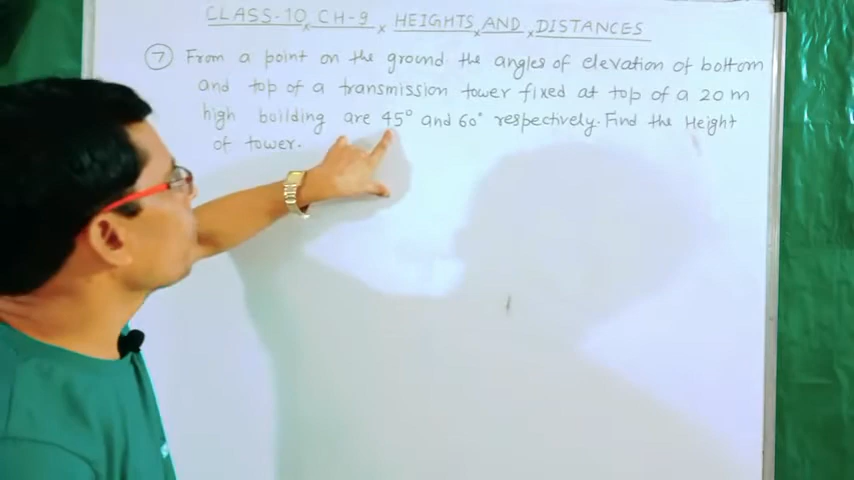 CLASS-10 CH-9 HEIGHTS AND DISTANCES
7 From a point on the ground the angles of elevation of bottom
and top of a transmission tower fixed at top of a 20 m
high building are 45° and 60° respectively. Find the Height
of tower.